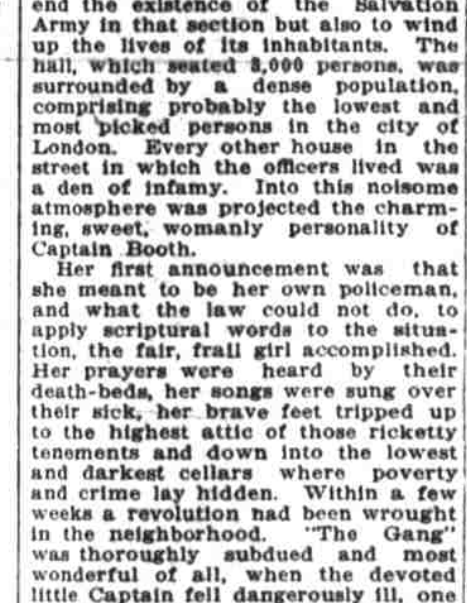 end the existence of the Salvation
Army in that section but also to wind
up the lives of its inhabitants. The
hall, which seated 3,000 persons, was
surrounded by a dense population,
comprising probably the lowest and
most picked persons in the city of
London. Every other house in the
street in which the officers lived was
a den of infamy. Into this noisome
atmosphere was projected the charm-
ing, sweet, womanly personality of
Captain Booth.
Her first announcement was that
she meant to be her own policeman,
and what the law could not do, to
apply scriptural words to the situa-
tion, the fair, frail girl accomplished.
Her prayers were heard by their
death-beds, her songs were sung over
their sick, her brave feet tripped up
to the highest attic of those ricketty
tenements and down into the lowest
and darkest cellars where poverty
and crime lay hidden. Within a few
weeks a revolution had been wrought
in the neighborhood. "The Gang"
was thoroughly subdued and most
wonderful of all, when the devoted
little Captain fell dangerously ill, one